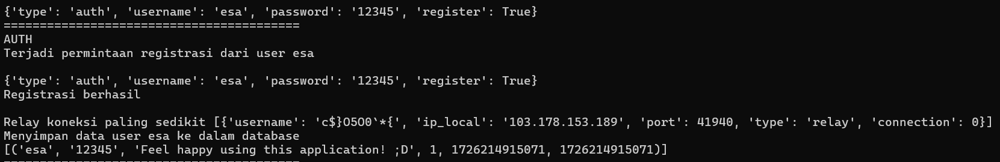 {'type': 'auth', 'username': 'esa', 'password': '12345', 'register': True}
=========================================
AUTH
Terjadi permintaan registrasi dari user esa
{'type': 'auth', 'username': 'esa', 'password': '12345', 'register': True}
Registrasi berhasil
Relay koneksi paling sedikit [{'username': 'c$}O5O0`*{', 'ip_local': '103.178.153.189', 'port': 41940, 'type': 'relay', 'connection': 0}]
Menyimpan data user esa ke dalam database
[('esa', '12345', 'Feel happy using this application! ;D', 1, 1726214915071, 1726214915071)]
=========================================